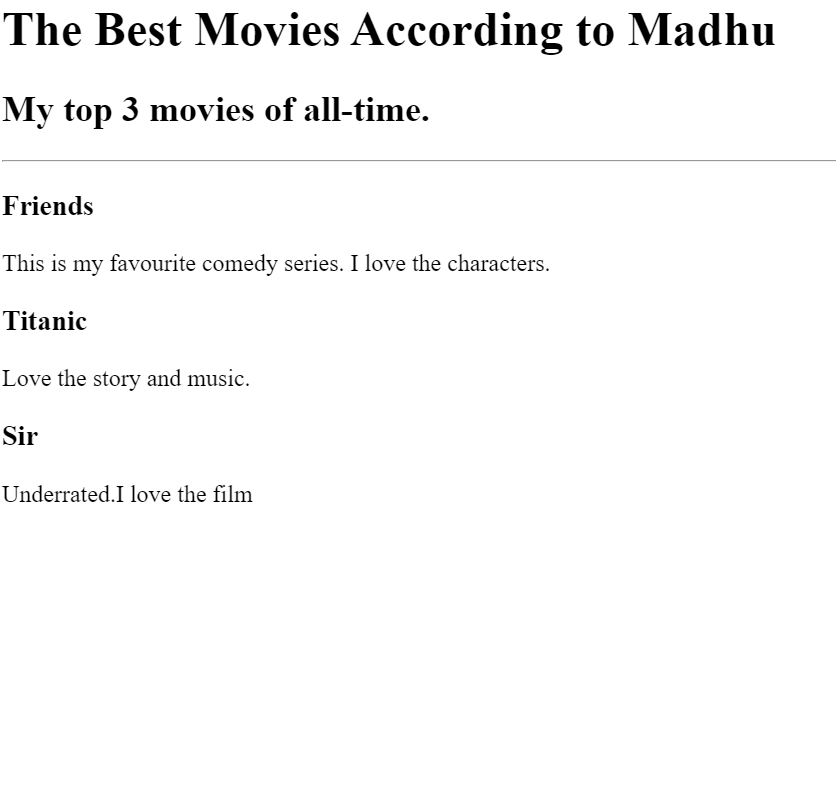 The Best Movies According to Madhu
My top 3 movies of all-time.
Friends
This is my favourite comedy series. I love the characters.
Titanic
Love the story and music.
Sir
Underrated.I love the film